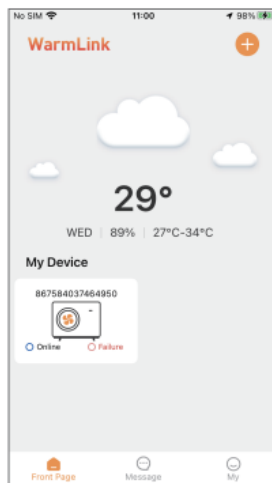 No SIM 11:00 98%
WarmLink
29°
WED 89% 27°C-34°C
My Device
867584037464950
Online Failure
Front Page Message My